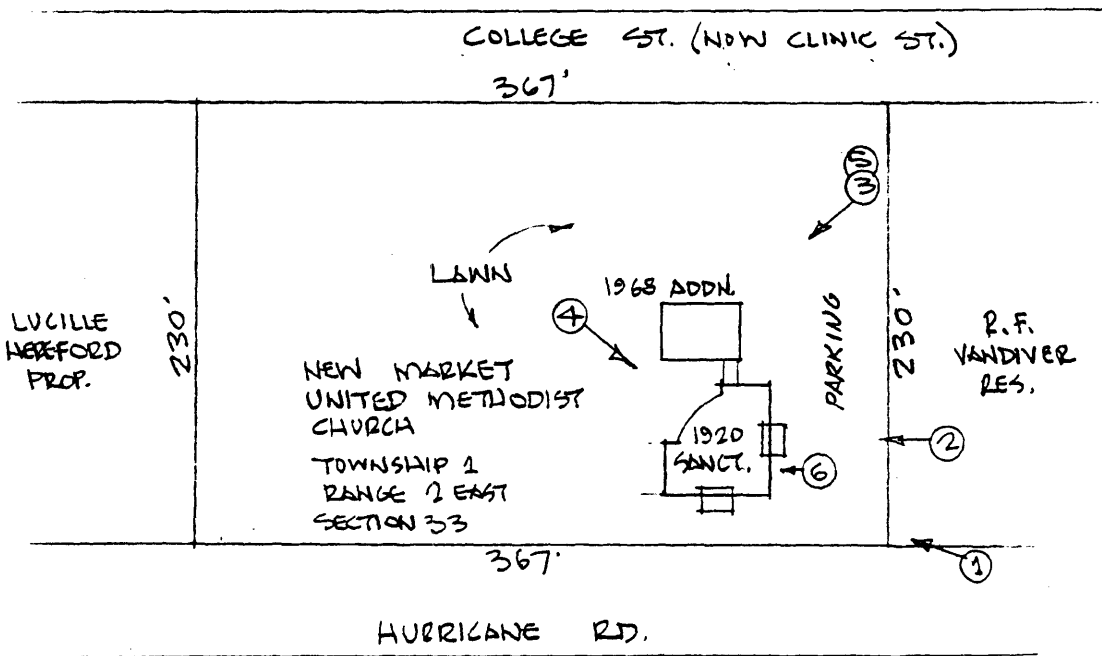 COLLEGE ST. (NOW CLINIC ST.)
367'
5
3
LAWN
1968 ADDN.
4
LUCILLE
HEREFORD
PROP.
230'
NEW MARKET
UNITED METHODIST
CHURCH
TOWNSHIP 1
RANGE 2 EAST
SECTION 33
1920
SANCT.
PARKING
230'
R.F.
VANDIVER
RES.
2
6
1
367'
HURRICANE RD.